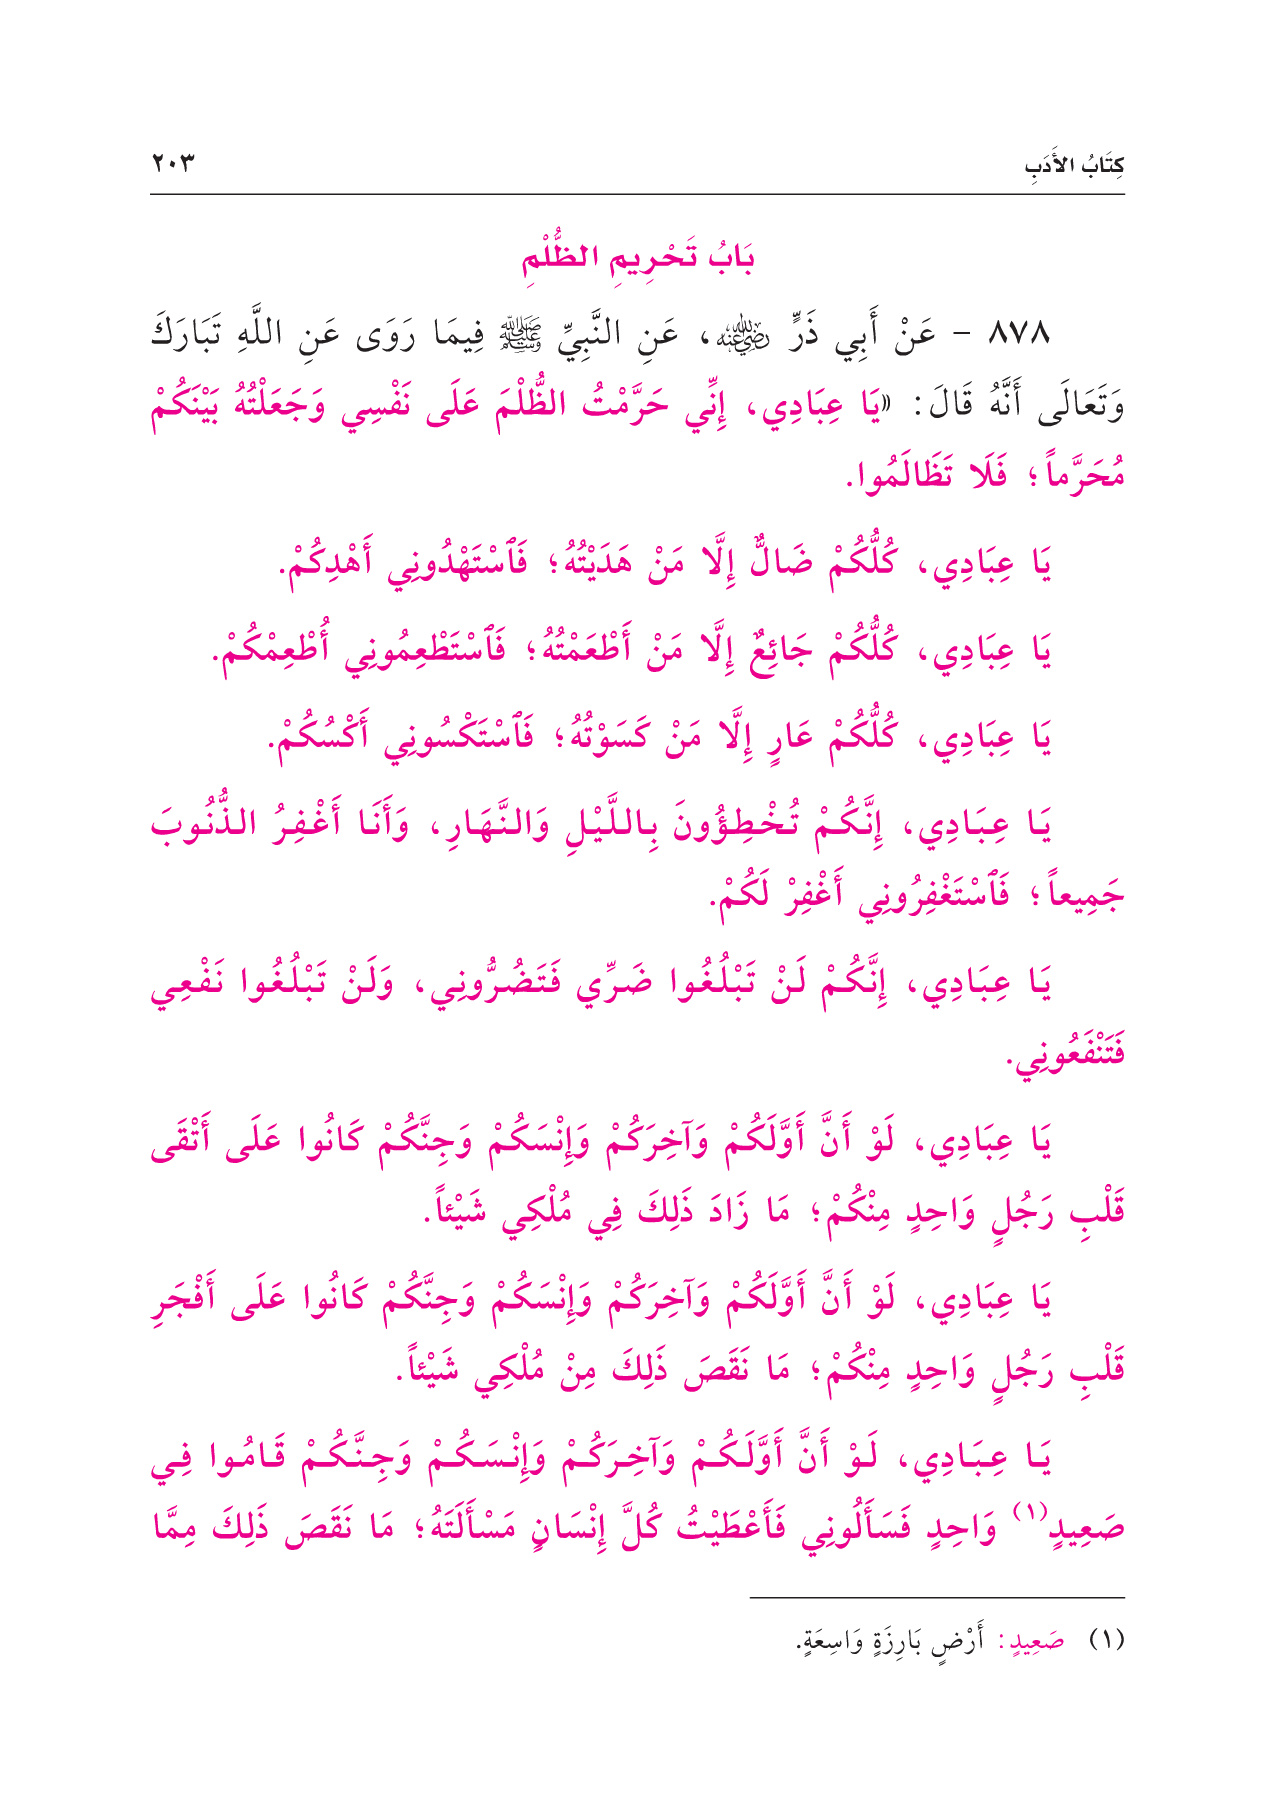 كِتَابُ الأَدَبِ ٢٠٣
بَابُ تَحْرِيمِ الظُّلْمِ
٨٧٨ - عَنْ أَبِي ذَرٍّ رضي الله عنه، عَنِ النَّبِيِّ ﷺ فِيمَا رَوَى عَنِ اللَّهِ تَبَارَكَ
وَتَعَالَى أَنَّهُ قَالَ: «يَا عِبَادِي، إِنِّي حَرَّمْتُ الظُّلْمَ عَلَى نَفْسِي وَجَعَلْتُهُ بَيْنَكُمْ
مُحَرَّماً؛ فَلَا تَظَالَمُوا.
يَا عِبَادِي، كُلُّكُمْ ضَالٌّ إِلَّا مَنْ هَدَيْتُهُ؛ فَٱسْتَهْدُونِي أَهْدِكُمْ.
يَا عِبَادِي، كُلُّكُمْ جَائِعٌ إِلَّا مَنْ أَطْعَمْتُهُ؛ فَٱسْتَطْعِمُونِي أُطْعِمْكُمْ.
يَا عِبَادِي، كُلُّكُمْ عَارٍ إِلَّا مَنْ كَسَوْتُهُ؛ فَٱسْتَكْسُونِي أَكْسُكُمْ.
يَا عِبَادِي، إِنَّكُمْ تُخْطِؤُونَ بِاللَّيْلِ وَالنَّهَارِ، وَأَنَا أَغْفِرُ الذُّنُوبَ
جَمِيعاً؛ فَٱسْتَغْفِرُونِي أَغْفِرْ لَكُمْ.
يَا عِبَادِي، إِنَّكُمْ لَنْ تَبْلُغُوا ضَرِّي فَتَضُرُّونِي، وَلَنْ تَبْلُغُوا نَفْعِي
فَتَنْفَعُونِي.
يَا عِبَادِي، لَوْ أَنَّ أَوَّلَكُمْ وَآخِرَكُمْ وَإِنْسَكُمْ وَجِنَّكُمْ كَانُوا عَلَى أَتْقَى
قَلْبِ رَجُلٍ وَاحِدٍ مِنْكُمْ؛ مَا زَادَ ذَلِكَ فِي مُلْكِي شَيْئاً.
يَا عِبَادِي، لَوْ أَنَّ أَوَّلَكُمْ وَآخِرَكُمْ وَإِنْسَكُمْ وَجِنَّكُمْ كَانُوا عَلَى أَفْجَرِ
قَلْبِ رَجُلٍ وَاحِدٍ مِنْكُمْ؛ مَا نَقَصَ ذَلِكَ مِنْ مُلْكِي شَيْئاً.
يَا عِبَادِي، لَوْ أَنَّ أَوَّلَكُمْ وَآخِرَكُمْ وَإِنْسَكُمْ وَجِنَّكُمْ قَامُوا فِي
صَعِيدٍ(١) وَاحِدٍ فَسَأَلُونِي فَأَعْطَيْتُ كُلَّ إِنْسَانٍ مَسْأَلَتَهُ؛ مَا نَقَصَ ذَلِكَ مِمَّا
(١) صَعِيدٍ: أَرْضٍ بَارِزَةٍ وَاسِعَةٍ.